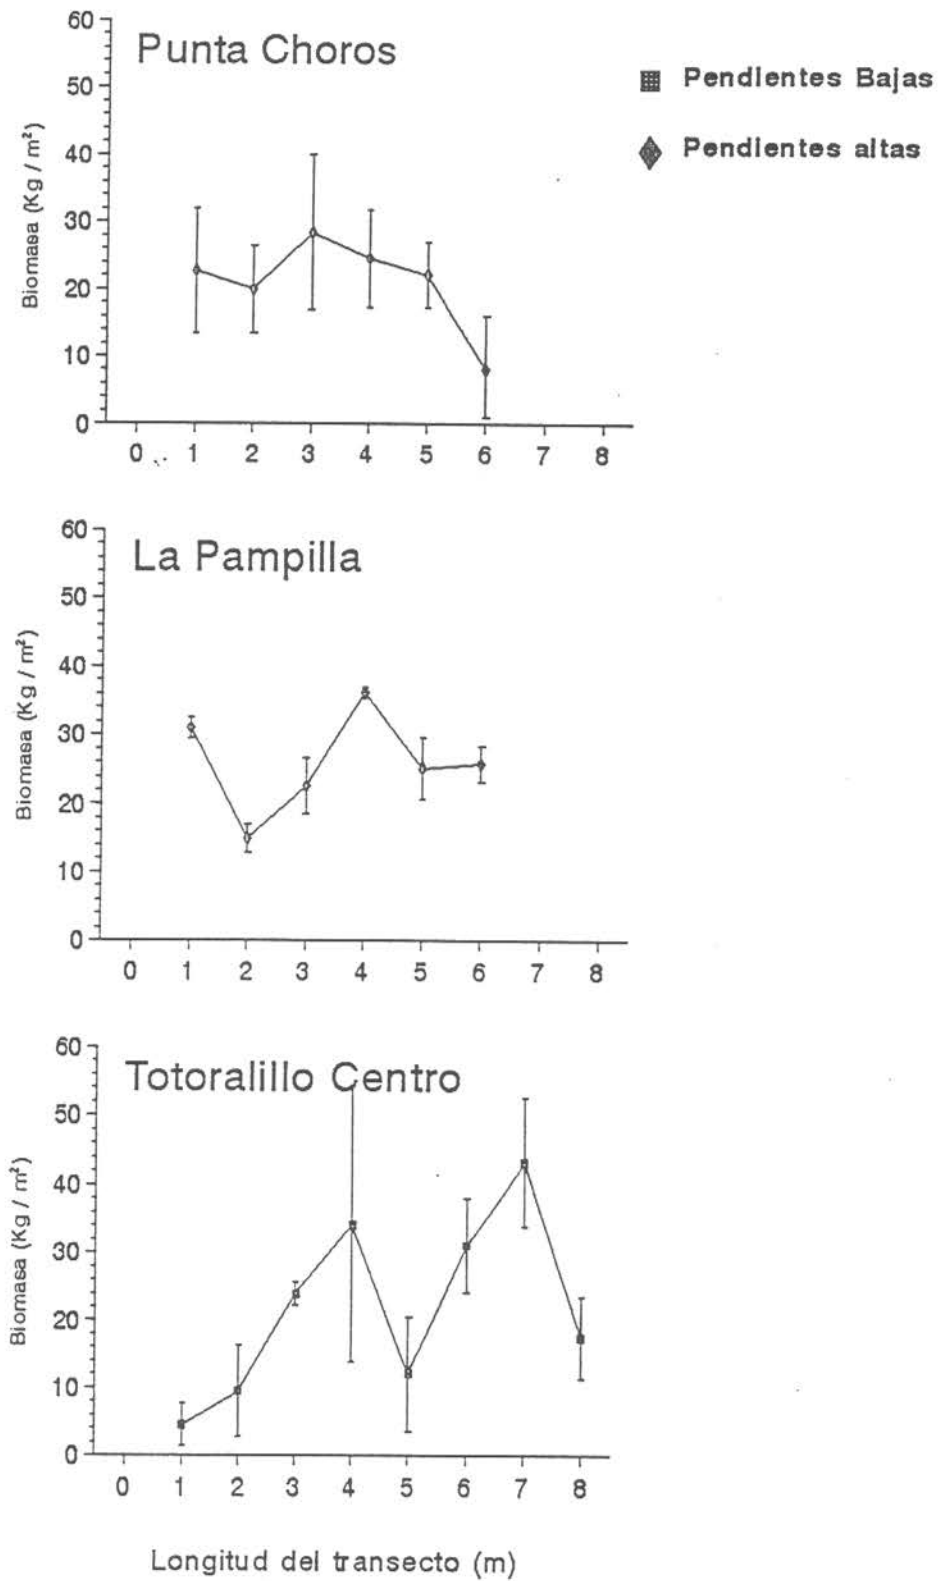 Punta Choros
Pendientes Bajas
Pendientes altas
Biomasa (Kg / m²)
60
50
40
30
20
10
0
0 1 2 3 4 5 6 7 8
La Pampilla
Biomasa (Kg / m²)
60
50
40
30
20
10
0
0 1 2 3 4 5 6 7 8
Totoralillo Centro
Biomasa (Kg / m²)
60
50
40
30
20
10
0
0 1 2 3 4 5 6 7 8
Longitud del transecto (m)